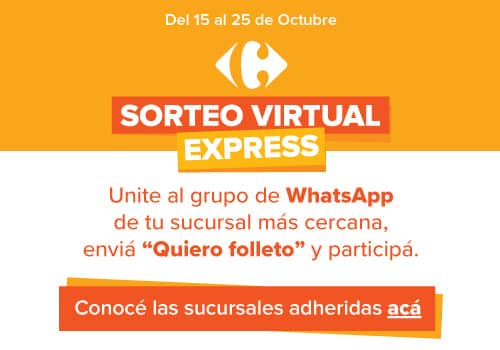 Del 15 al 25 de Octubre
SORTEO VIRTUAL
EXPRESS
Unite al grupo de WhatsApp
de tu sucursal más cercana,
enviá “Quiero folleto” y participá.
Conocé las sucursales adheridas acá